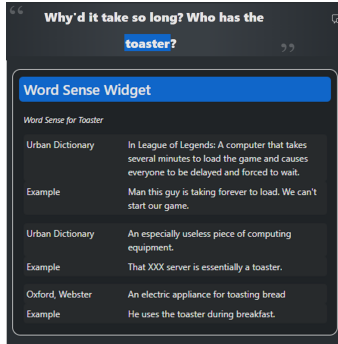 Why'd it take so long? Who has the
toaster?
Word Sense Widget
Word Sense for Toaster
Urban Dictionary
In League of Legends: A computer that takes
several minutes to load the game and causes
everyone to be delayed and forced to wait.
Example
Man this guy is taking forever to load. We can't
start our game.
Urban Dictionary
An especially useless piece of computing
equipment.
Example
That XXX server is essentially a toaster.
Oxford, Webster
An electric appliance for toasting bread
Example
He uses the toaster during breakfast.